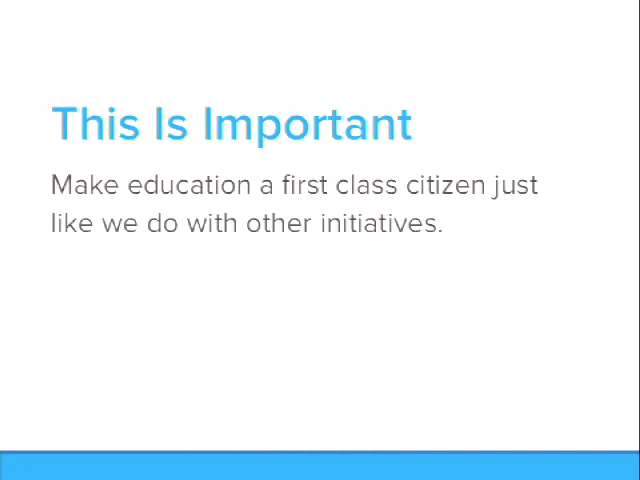 This Is Important
Make education a first class citizen just
like we do with other initiatives.